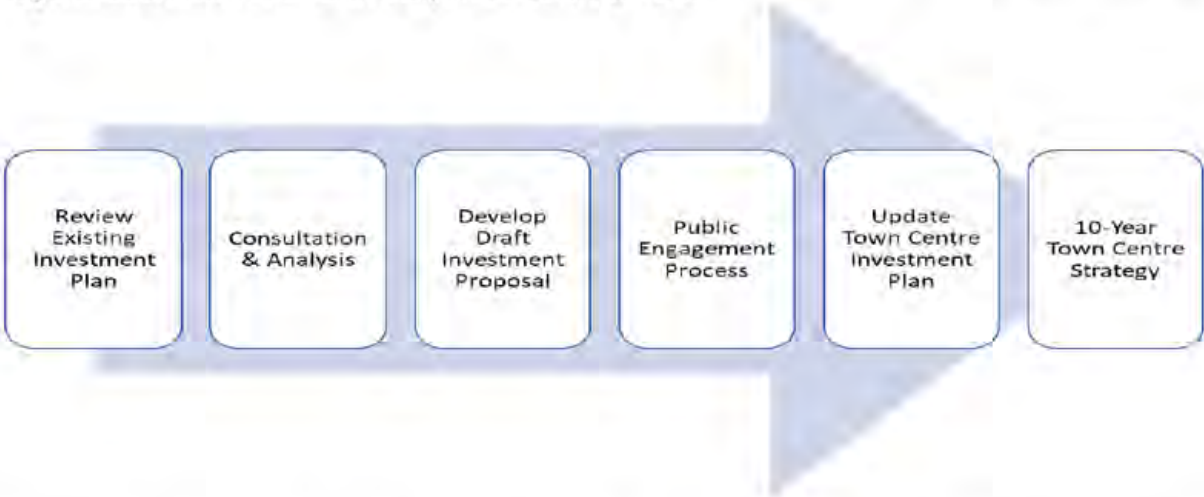 Review
Existing
Investment
Plan
Consultation
& Analysis
Develop
Draft
Investment
Proposal
Public
Engagement
Process
Update
Town Centre
Investment
Plan
10-Year
Town Centre
Strategy